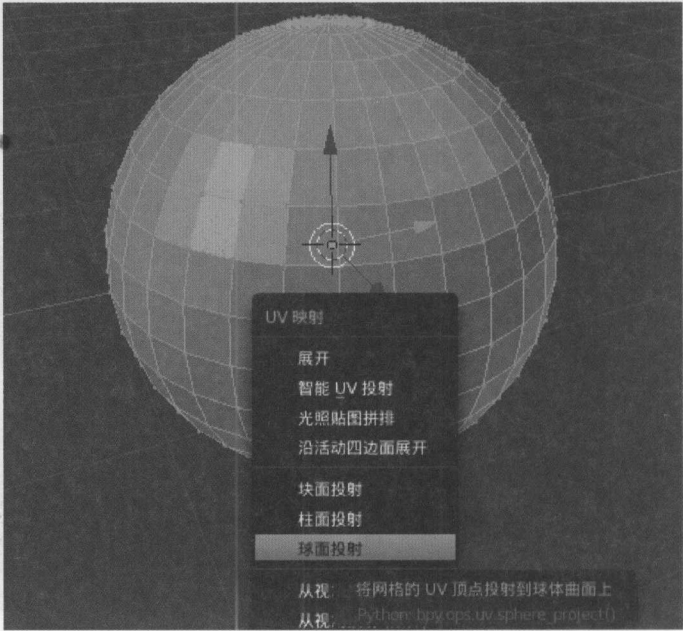 UV 映射
展开
智能 UV 投射
光照贴图拼排
沿活动四边面展开
块面投射
柱面投射
球面投射
从视
将网格的 UV 顶点投射到球体曲面上
从视
Python: bpy.ops.uv.sphere_project()